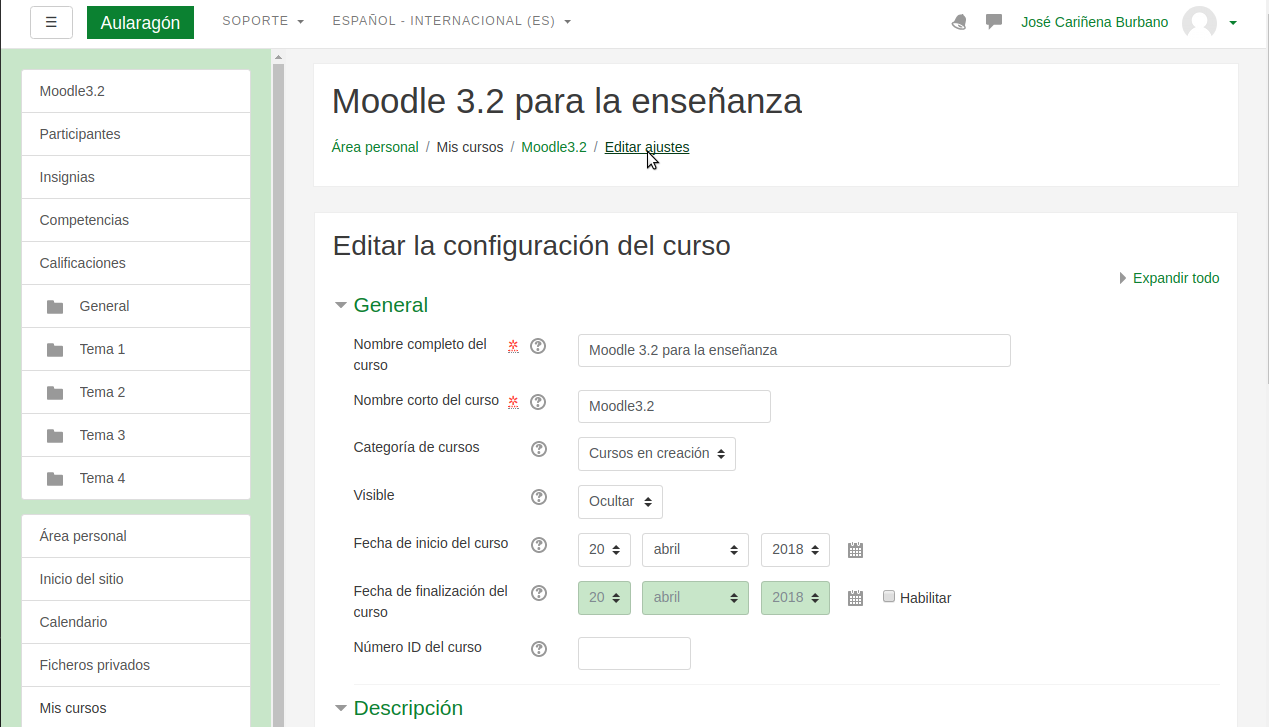 ☰ Aularagón SOPORTE ESPAÑOL - INTERNACIONAL (ES) José Cariñena Burbano
Moodle3.2
Participantes
Insignias
Competencias
Calificaciones
General
Tema 1
Tema 2
Tema 3
Tema 4
Área personal
Inicio del sitio
Calendario
Ficheros privados
Mis cursos
Moodle 3.2 para la enseñanza
Área personal / Mis cursos / Moodle3.2 / Editar ajustes
Editar la configuración del curso
Expandir todo
General
Nombre completo del curso Moodle 3.2 para la enseñanza
Nombre corto del curso Moodle3.2
Categoría de cursos Cursos en creación
Visible Ocultar
Fecha de inicio del curso 20 abril 2018
Fecha de finalización del curso 20 abril 2018 Habilitar
Número ID del curso
Descripción